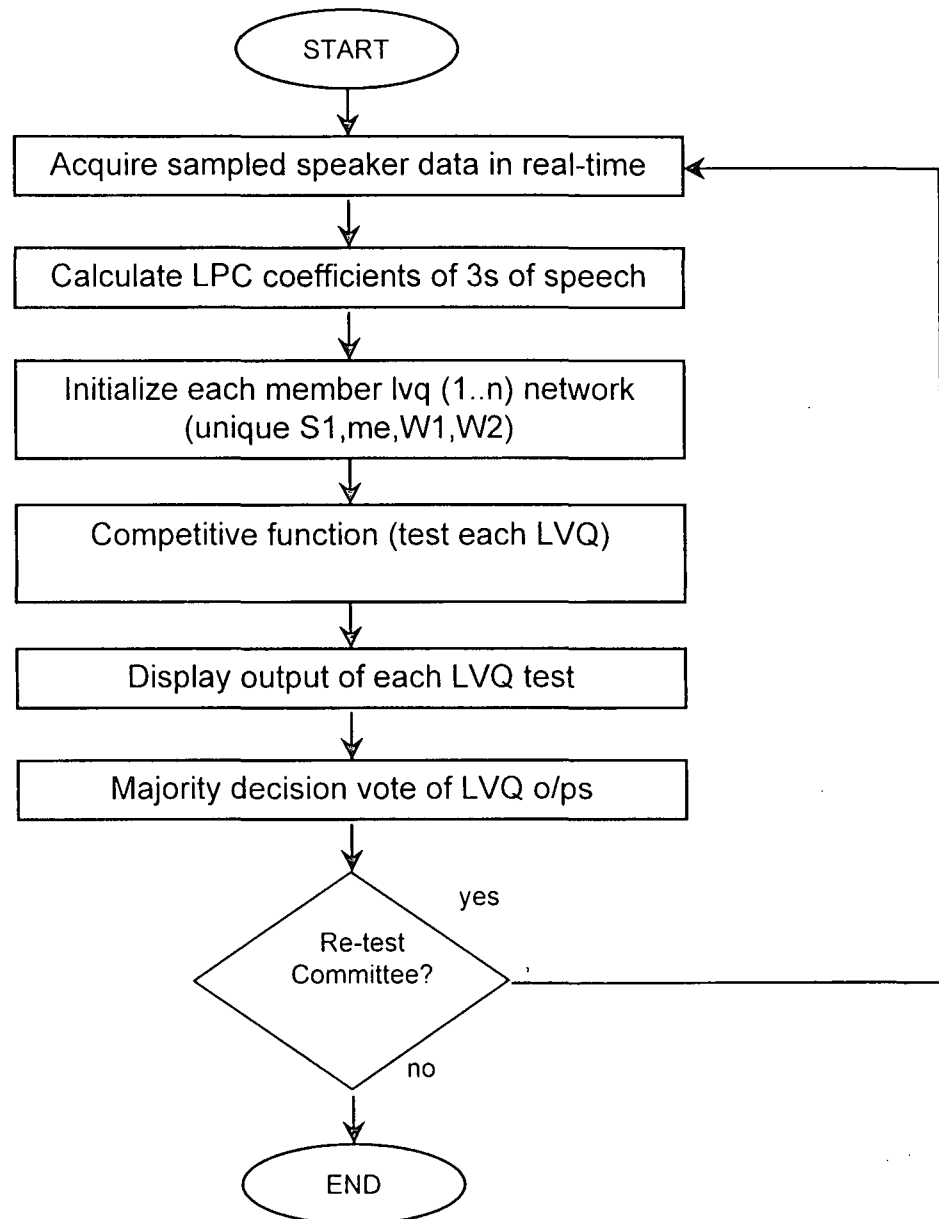 START
Acquire sampled speaker data in real-time
Calculate LPC coefficients of 3s of speech
Initialize each member lvq (1..n) network
(unique S1,me,W1,W2)
Competitive function (test each LVQ)
Display output of each LVQ test
Majority decision vote of LVQ o/ps
yes
Re-test
Committee?
no
END